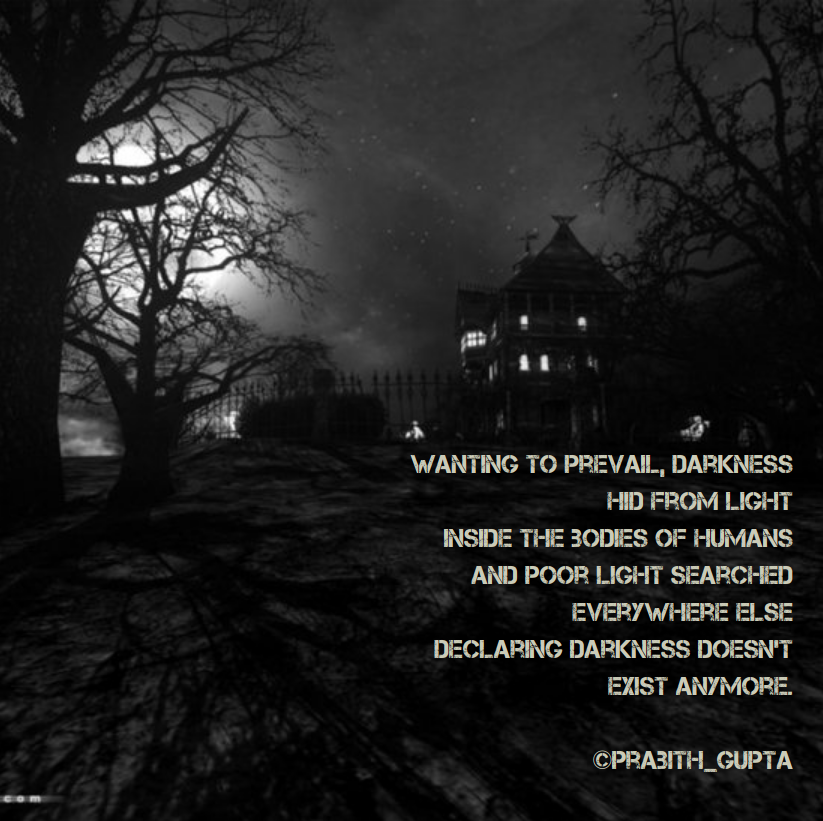 WANTING TO PREVAIL, DARKNESS
HID FROM LIGHT
INSIDE THE BODIES OF HUMANS
AND POOR LIGHT SEARCHED
EVERYWHERE ELSE
DECLARING DARKNESS DOESN'T
EXIST ANYMORE.
©PRABITH_GUPTA
com